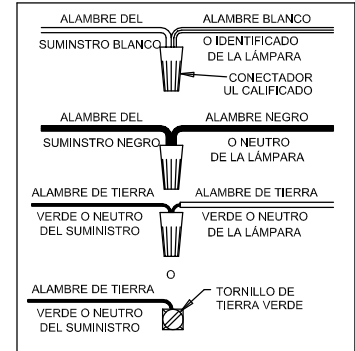 ALAMBRE DEL
SUMINSTRO BLANCO
ALAMBRE BLANCO
O IDENTIFICADO
DE LA LÁMPARA
CONECTADOR
UL CALIFICADO
ALAMBRE DEL
SUMINSTRO NEGRO
ALAMBRE NEGRO
O NEUTRO
DE LA LÁMPARA
ALAMBRE DE TIERRA
VERDE O NEUTRO
DEL SUMINISTRO
ALAMBRE DE TIERRA
VERDE O NEUTRO
DE LA LÁMPARA
O
ALAMBRE DE TIERRA
VERDE O NEUTRO
DEL SUMINISTRO
TORNILLO DE
TIERRA VERDE